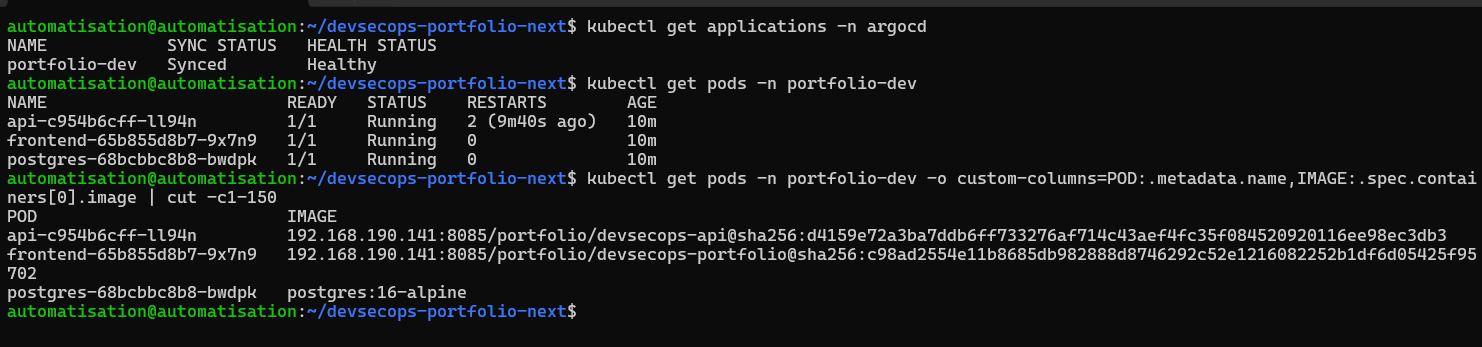 automatisation@automatisation:~/devsecops-portfolio-next$ kubectl get applications -n argocd
NAME            SYNC STATUS   HEALTH STATUS
portfolio-dev   Synced        Healthy
automatisation@automatisation:~/devsecops-portfolio-next$ kubectl get pods -n portfolio-dev
NAME                        READY   STATUS    RESTARTS        AGE
api-c954b6cff-ll94n         1/1     Running   2 (9m40s ago)   10m
frontend-65b855d8b7-9x7n9   1/1     Running   0               10m
postgres-68bcbbc8b8-bwdpk   1/1     Running   0               10m
automatisation@automatisation:~/devsecops-portfolio-next$ kubectl get pods -n portfolio-dev -o custom-columns=POD:.metadata.name,IMAGE:.spec.contai
ners[0].image | cut -c1-150
POD                         IMAGE
api-c954b6cff-ll94n         192.168.190.141:8085/portfolio/devsecops-api@sha256:d4159e72a3ba7ddb6ff733276af714c43aef4fc35f084520920116ee98ec3db3
frontend-65b855d8b7-9x7n9   192.168.190.141:8085/portfolio/devsecops-portfolio@sha256:c98ad2554e11b8685db982888d8746292c52e1216082252b1df6d05425f95
702
postgres-68bcbbc8b8-bwdpk   postgres:16-alpine
automatisation@automatisation:~/devsecops-portfolio-next$